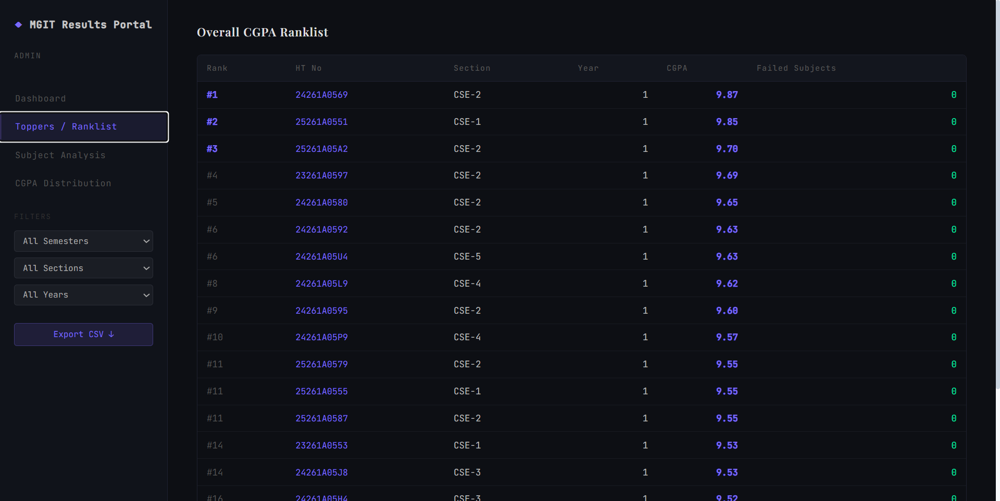 MGIT Results Portal
ADMIN
Dashboard
Toppers / Ranklist
Subject Analysis
CGPA Distribution
FILTERS
All Semesters
All Sections
All Years
Export CSV ↓
Overall CGPA Ranklist
Rank HT No Section Year CGPA Failed Subjects
#1 24261A0569 CSE-2 1 9.87 0
#2 25261A0551 CSE-1 1 9.85 0
#3 25261A05A2 CSE-2 1 9.70 0
#4 23261A0597 CSE-2 1 9.69 0
#5 24261A0580 CSE-2 1 9.65 0
#6 24261A0592 CSE-2 1 9.63 0
#6 24261A05U4 CSE-5 1 9.63 0
#8 24261A05L9 CSE-4 1 9.62 0
#9 24261A0595 CSE-2 1 9.60 0
#10 24261A05P9 CSE-4 1 9.57 0
#11 25261A0579 CSE-2 1 9.55 0
#11 25261A0555 CSE-1 1 9.55 0
#11 25261A0587 CSE-2 1 9.55 0
#14 23261A0553 CSE-1 1 9.53 0
#14 24261A05J8 CSE-3 1 9.53 0
#16 24261A05H4 CSE-3 1 9.52 0